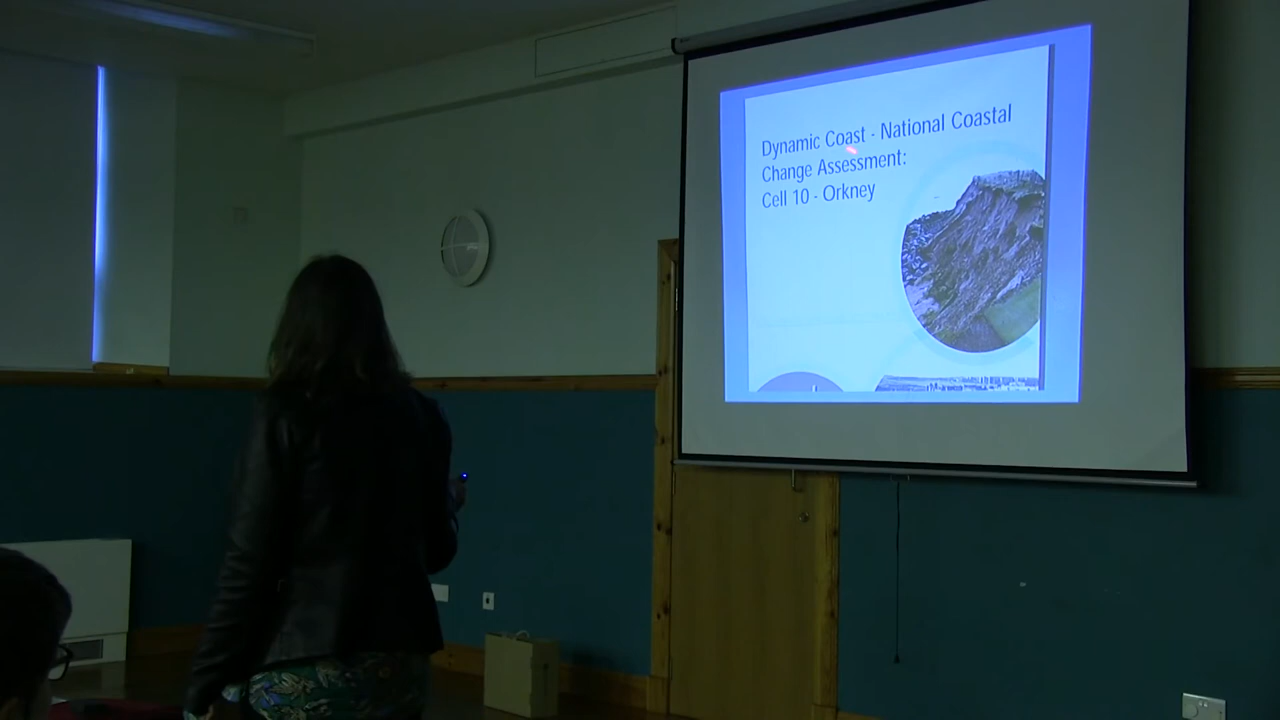 Dynamic Coast - National Coastal
Change Assessment:
Cell 10 - Orkney